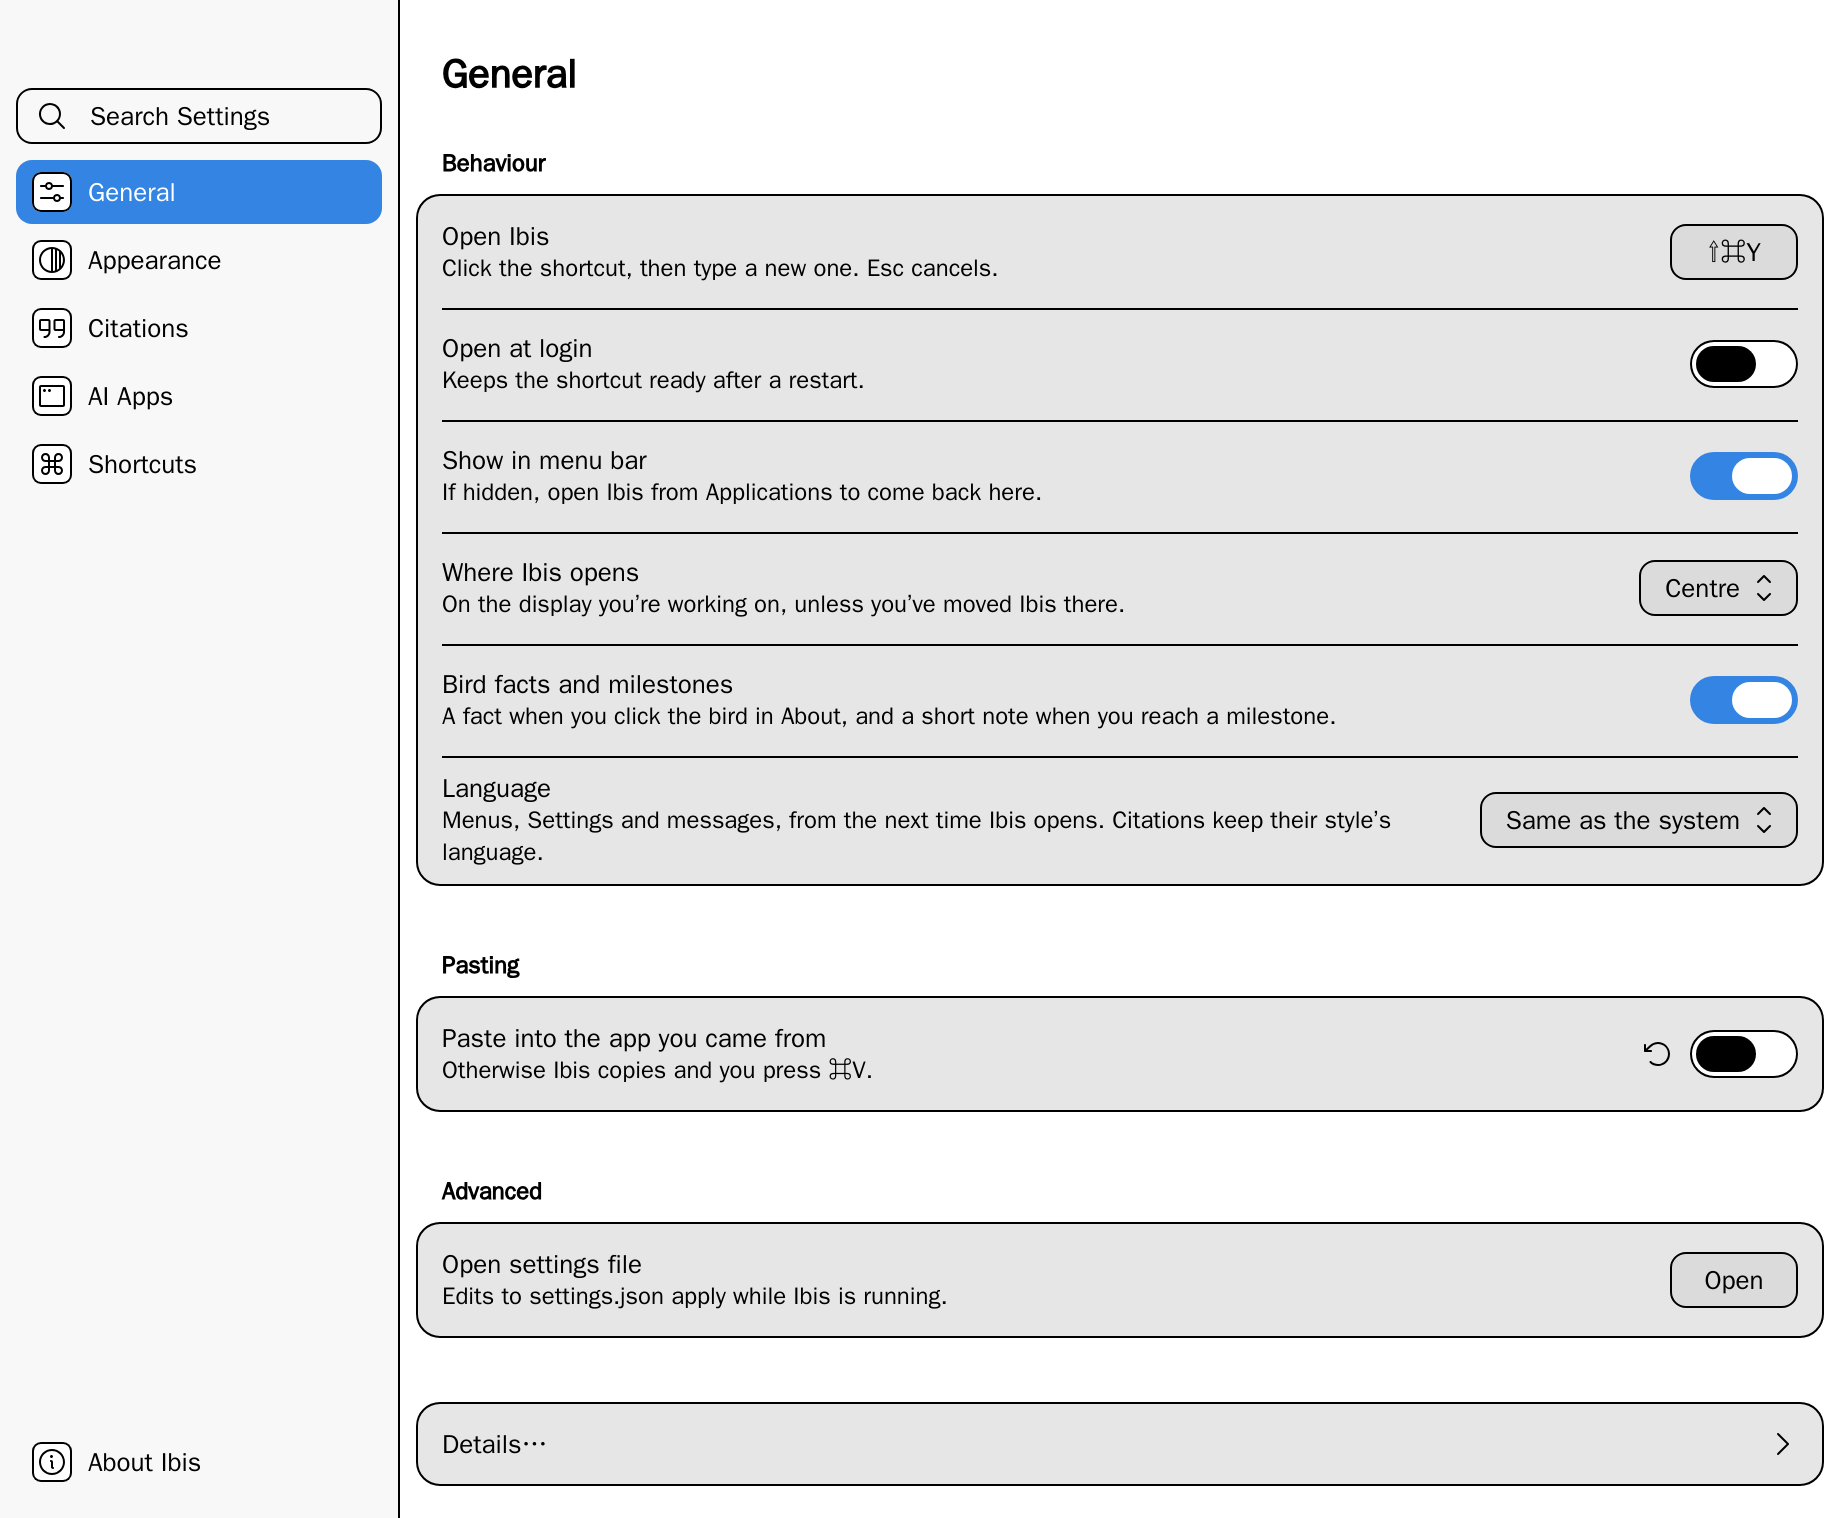 Search Settings
General
Appearance
Citations
AI Apps
Shortcuts
About Ibis
General
Behaviour
Open Ibis
Click the shortcut, then type a new one. Esc cancels.
⇧⌘Y
Open at login
Keeps the shortcut ready after a restart.
Show in menu bar
If hidden, open Ibis from Applications to come back here.
Where Ibis opens
On the display you’re working on, unless you’ve moved Ibis there.
Centre
Bird facts and milestones
A fact when you click the bird in About, and a short note when you reach a milestone.
Language
Menus, Settings and messages, from the next time Ibis opens. Citations keep their style’s
language.
Same as the system
Pasting
Paste into the app you came from
Otherwise Ibis copies and you press ⌘V.
Advanced
Open settings file
Edits to settings.json apply while Ibis is running.
Open
Details…